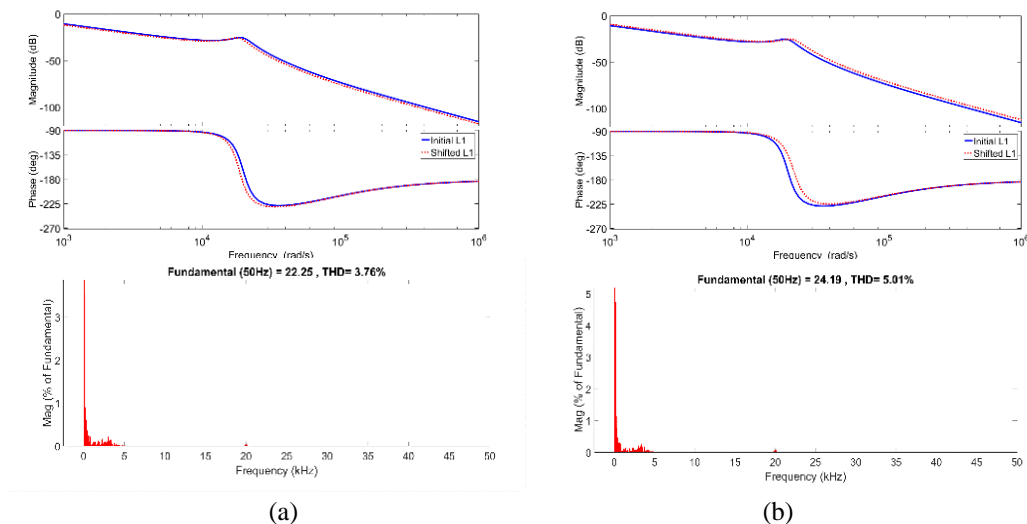 0
-50
-100
Magnitude (dB)
-90
-135
-180
-225
-270
Phase (deg)
Initial L1
Shifted L1
10^3
10^4
10^5
10^6
Frequency (rad/s)
Fundamental (50Hz) = 22.25 , THD= 3.76%
3
2
1
0
Mag (% of Fundamental)
0 5 10 15 20 25 30 35 40 45 50
Frequency (kHz)
(a)
0
-50
-100
Magnitude (dB)
-90
-135
-180
-225
-270
Phase (deg)
Initial L1
Shifted L1
10^3
10^4
10^5
10^6
Frequency (rad/s)
Fundamental (50Hz) = 24.19 , THD= 5.01%
5
4
3
2
1
0
Mag (% of Fundamental)
0 5 10 15 20 25 30 35 40 45 50
Frequency (kHz)
(b)